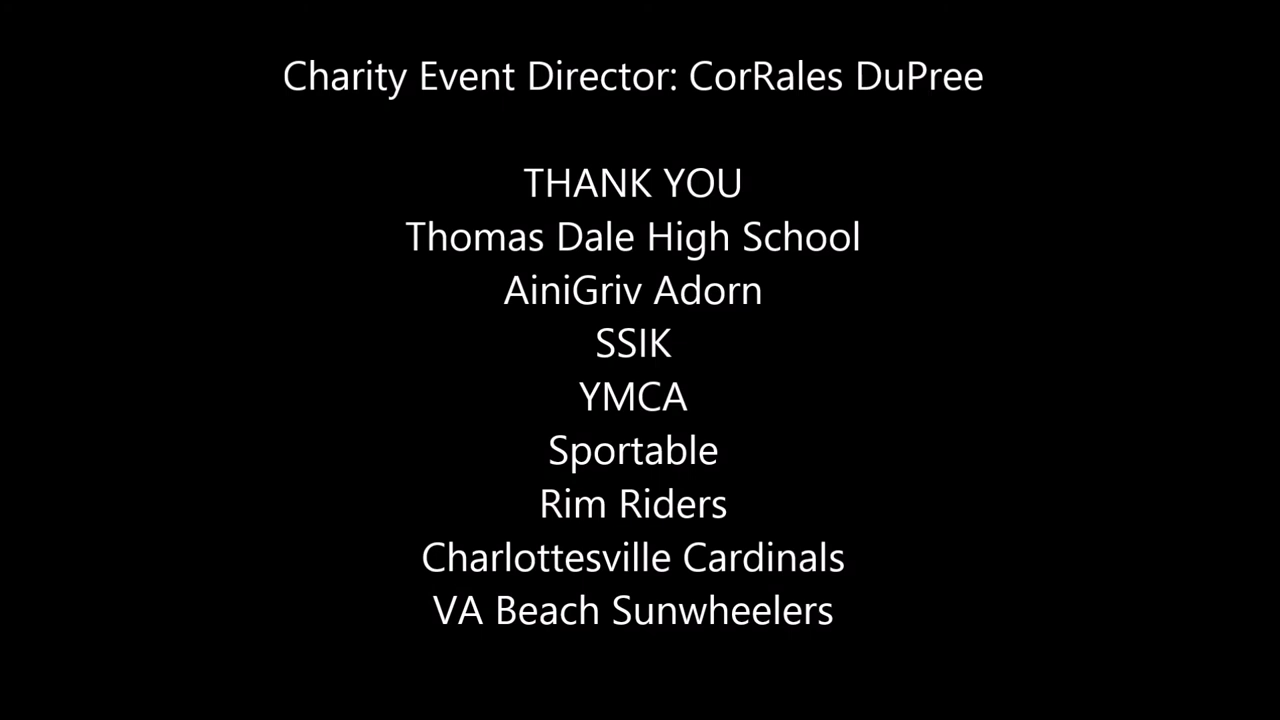 Charity Event Director: CorRales DuPree
THANK YOU
Thomas Dale High School
AiniGriv Adorn
SSIK
YMCA
Sportable
Rim Riders
Charlottesville Cardinals
VA Beach Sunwheelers